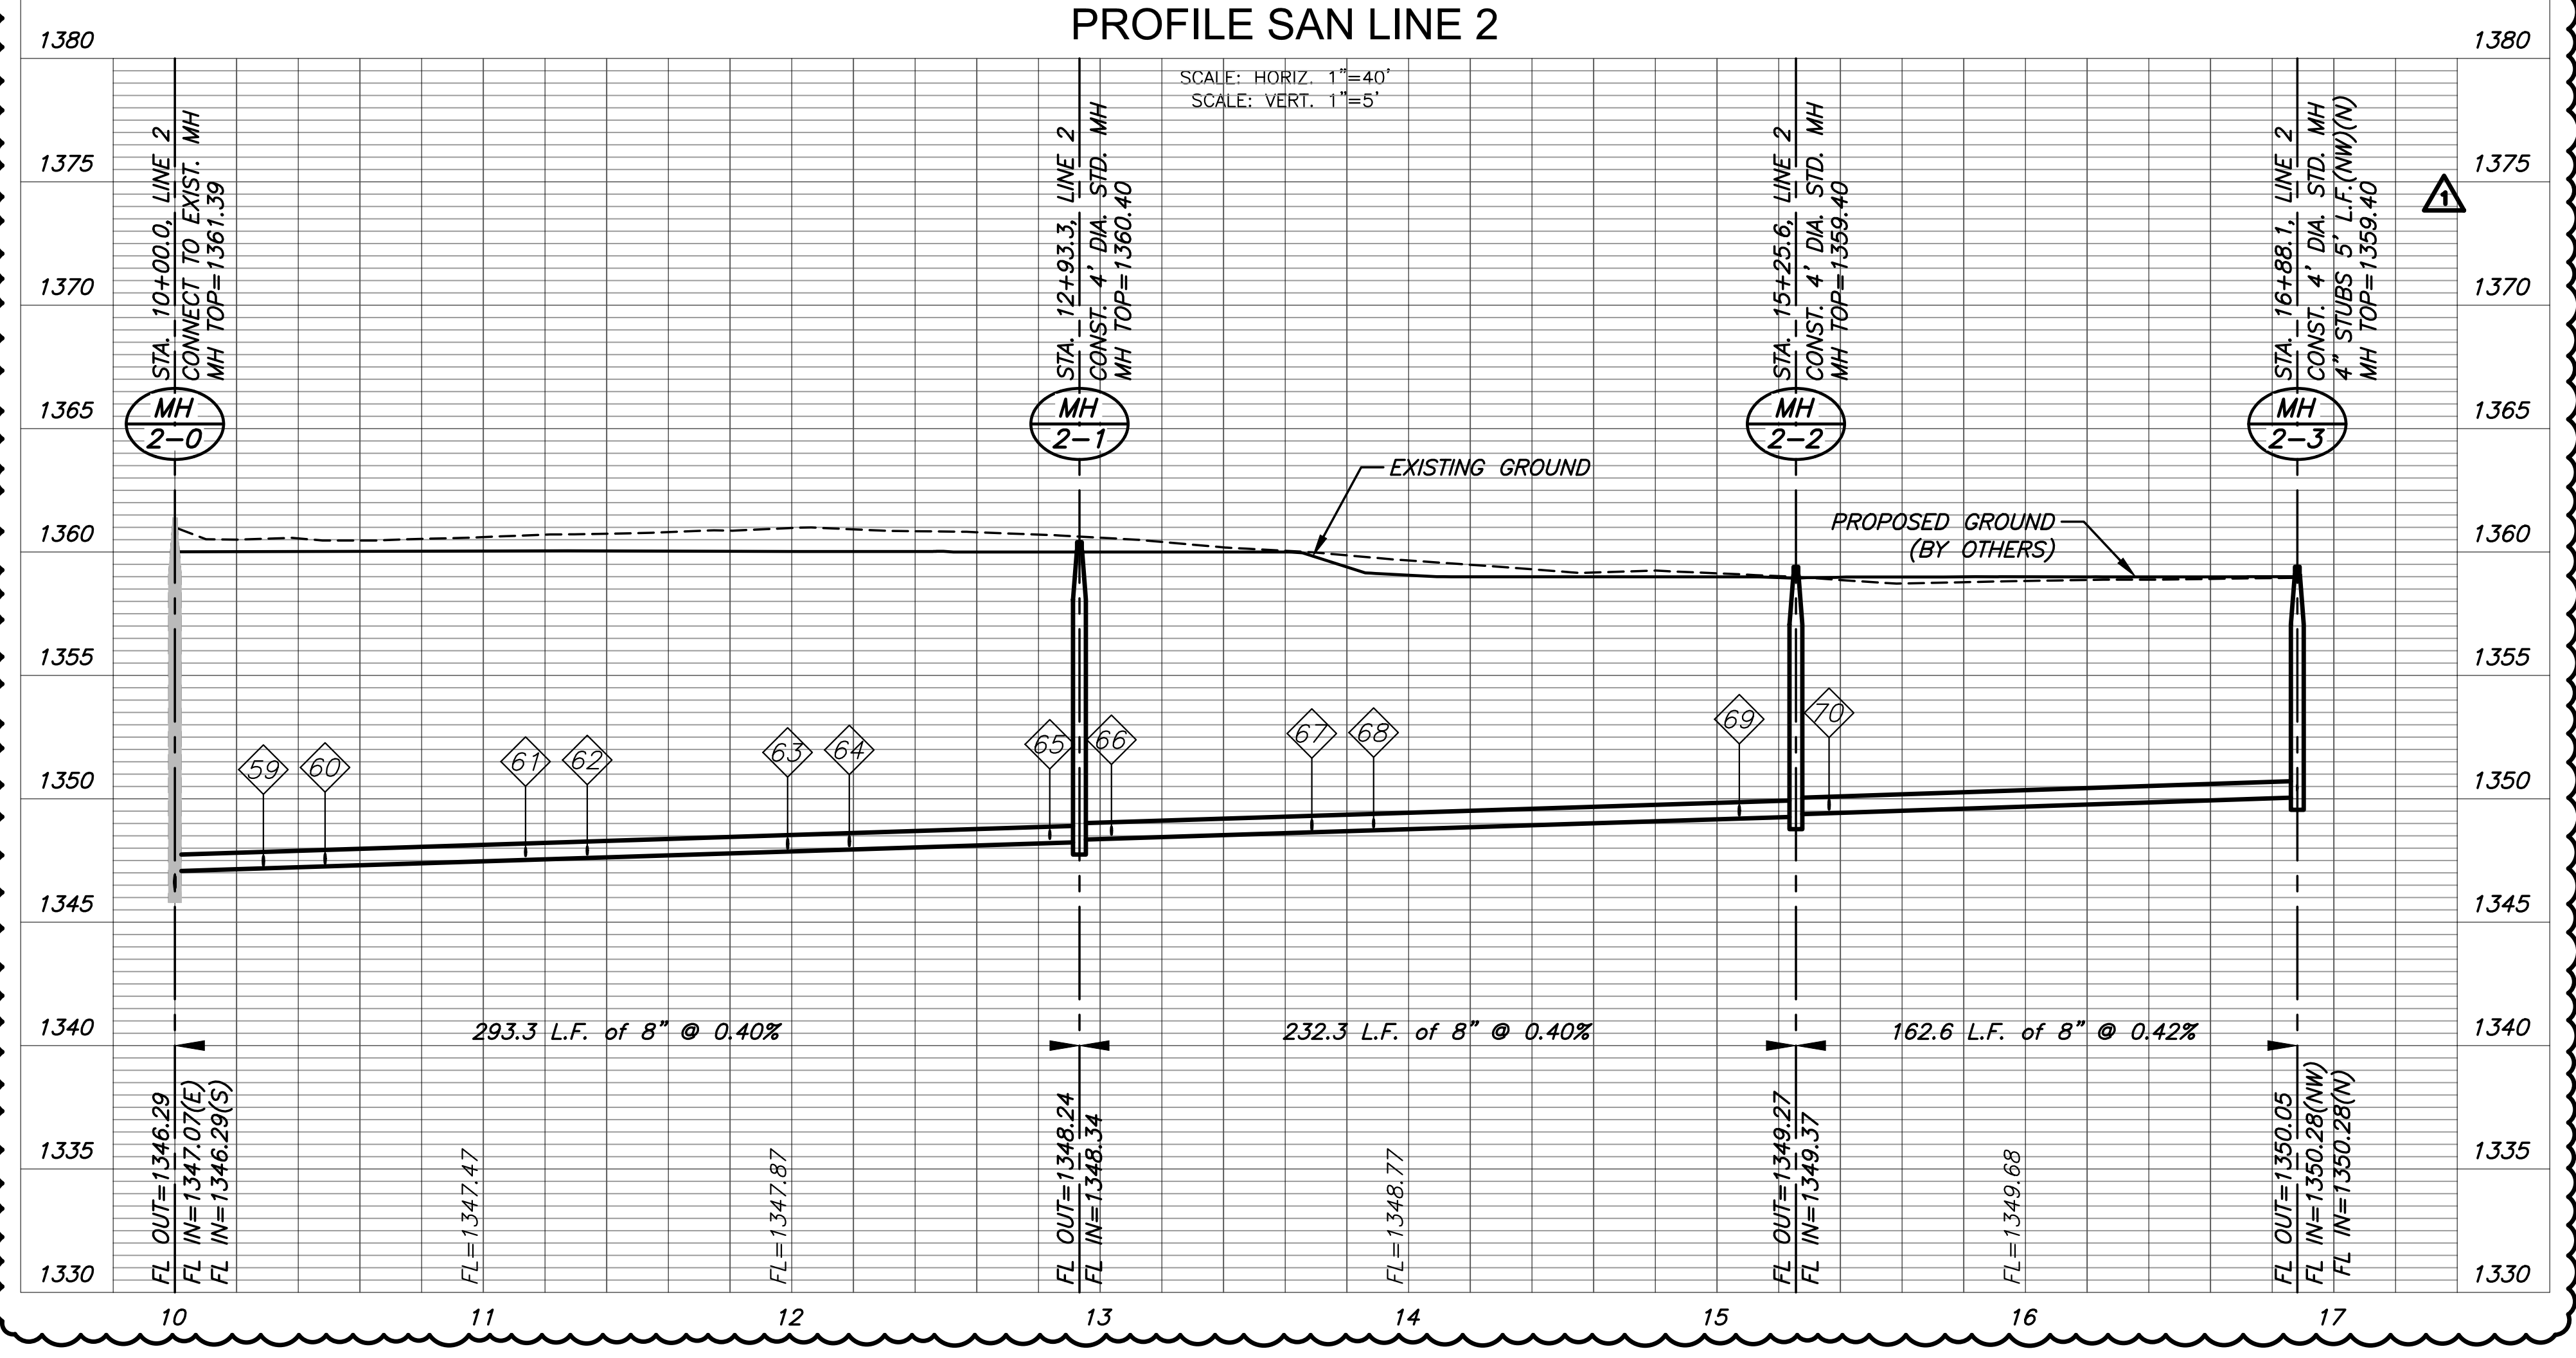 PROFILE SAN LINE 2
SCALE: HORIZ. 1"=40'
SCALE: VERT. 1"=5'
1380
1380
1375
1375
1370
1370
1365
1365
1360
1360
1355
1355
1350
1350
1345
1345
1340
1340
1335
1335
1330
1330
STA. 10+00.0, LINE 2
CONNECT TO EXIST. MH
MH TOP=1361.39
STA. 12+93.3, LINE 2
CONST. 4' DIA. STD. MH
MH TOP=1360.40
STA. 15+25.6, LINE 2
CONST. 4' DIA. STD. MH
MH TOP=1359.40
STA. 16+88.1, LINE 2
CONST. 4' DIA. STD. MH
4" STUBS 5' L.F.(NW)(N)
MH TOP=1359.40
1
MH
2-0
MH
2-1
MH
2-2
MH
2-3
EXISTING GROUND
PROPOSED GROUND
(BY OTHERS)
59
60
61
62
63
64
65
66
67
68
69
70
293.3 L.F. of 8" @ 0.40%
232.3 L.F. of 8" @ 0.40%
162.6 L.F. of 8" @ 0.42%
FL OUT=1346.29
FL IN=1347.07(E)
FL IN=1346.29(S)
FL=1347.47
FL=1347.87
FL OUT=1348.24
FL IN=1348.34
FL=1348.77
FL OUT=1349.27
FL IN=1349.37
FL=1349.68
FL OUT=1350.05
FL IN=1350.28(NW)
FL IN=1350.28(N)
10
11
12
13
14
15
16
17